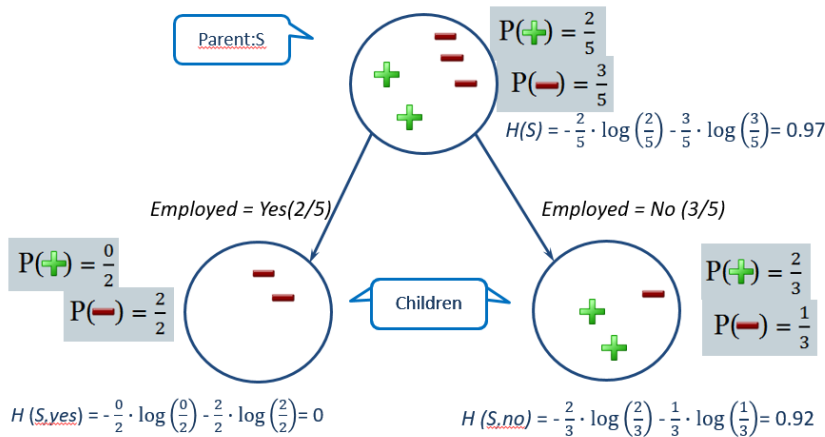 Parent:S
P(+) = 2/5
P(−) = 3/5
H(S) = - 2/5 · log (2/5) - 3/5 · log (3/5)= 0.97
Employed = Yes(2/5)
Employed = No (3/5)
P(+) = 0/2
P(−) = 2/2
Children
P(+) = 2/3
P(−) = 1/3
H (S,yes) = - 0/2 · log (0/2) - 2/2 · log (2/2)= 0
H (S,no) = - 2/3 · log (2/3) - 1/3 · log (1/3)= 0.92